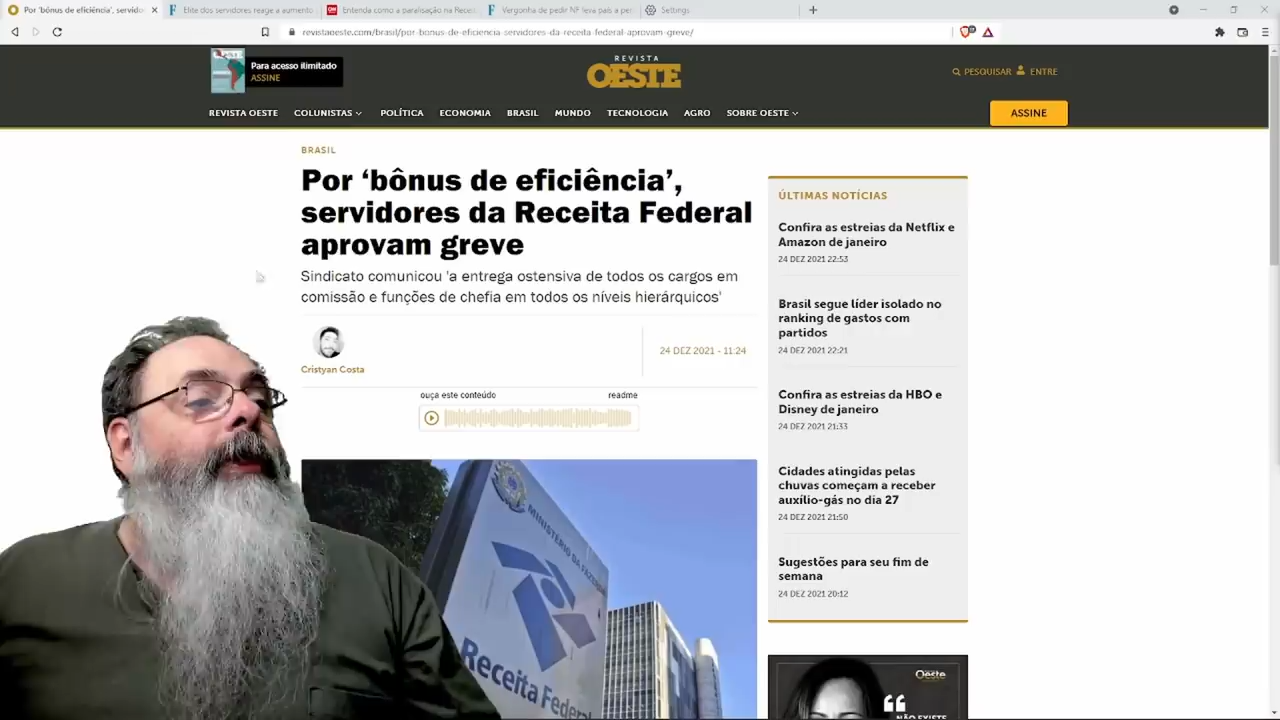 Por ‘bônus de eficiência’, servido
Elite dos servidores reage a aumento
Entenda como a paralisação na Recei
Vergonha de pedir NF leva país a per
Settings
revistaoeste.com/brasil/por-bonus-de-eficiencia-servidores-da-receita-federal-aprovam-greve/
Para acesso ilimitado
ASSINE
REVISTA
OESTE
PESQUISAR
ENTRE
REVISTA OESTE
COLUNISTAS
POLÍTICA
ECONOMIA
BRASIL
MUNDO
TECNOLOGIA
AGRO
SOBRE OESTE
ASSINE
BRASIL
Por ‘bônus de eficiência’,
servidores da Receita Federal
aprovam greve
Sindicato comunicou 'a entrega ostensiva de todos os cargos em
comissão e funções de chefia em todos os níveis hierárquicos'
Cristyan Costa
24 DEZ 2021 - 11:24
ouça este conteúdo
readme
MINISTÉRIO DA FAZENDA
Receita Federal
ÚLTIMAS NOTÍCIAS
Confira as estreias da Netflix e
Amazon de janeiro
24 DEZ 2021 22:53
Brasil segue líder isolado no
ranking de gastos com
partidos
24 DEZ 2021 22:21
Confira as estreias da HBO e
Disney de janeiro
24 DEZ 2021 21:33
Cidades atingidas pelas
chuvas começam a receber
auxílio-gás no dia 27
24 DEZ 2021 21:50
Sugestões para seu fim de
semana
24 DEZ 2021 20:12
Oeste
NÃO EXISTE